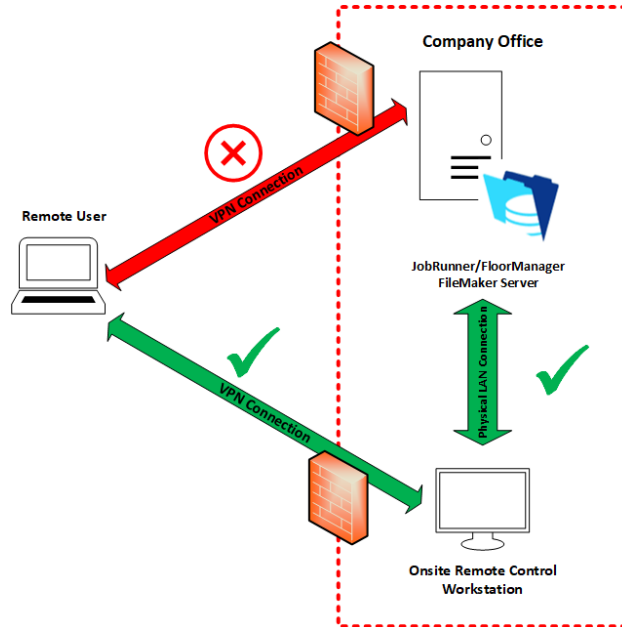 Company Office
VPN Connection
Remote User
JobRunner/FloorManager
FileMaker Server
Physical LAN Connection
VPN Connection
Onsite Remote Control
Workstation